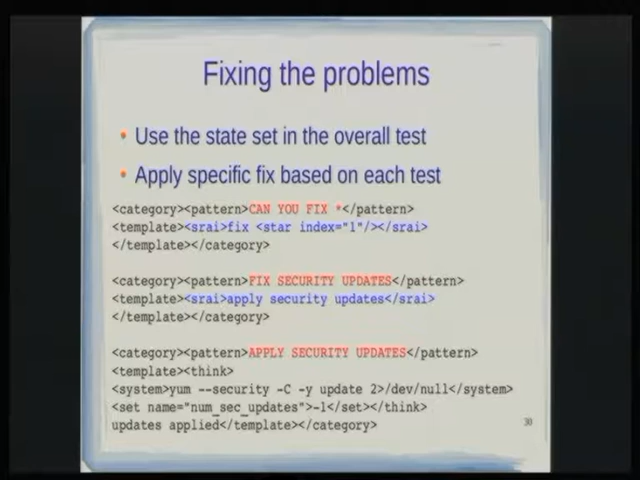 Fixing the problems
• Use the state set in the overall test
• Apply specific fix based on each test
<category><pattern>CAN YOU FIX *</pattern>
<template><srai>fix <star index="1"/></srai>
</template></category>
<category><pattern>FIX SECURITY UPDATES</pattern>
<template><srai>apply security updates</srai>
</template></category>
<category><pattern>APPLY SECURITY UPDATES</pattern>
<template><think>
<system>yum --security -C -y update 2>/dev/null</system>
<set name="num_sec_updates">-1</set></think>
updates applied</template></category>
30